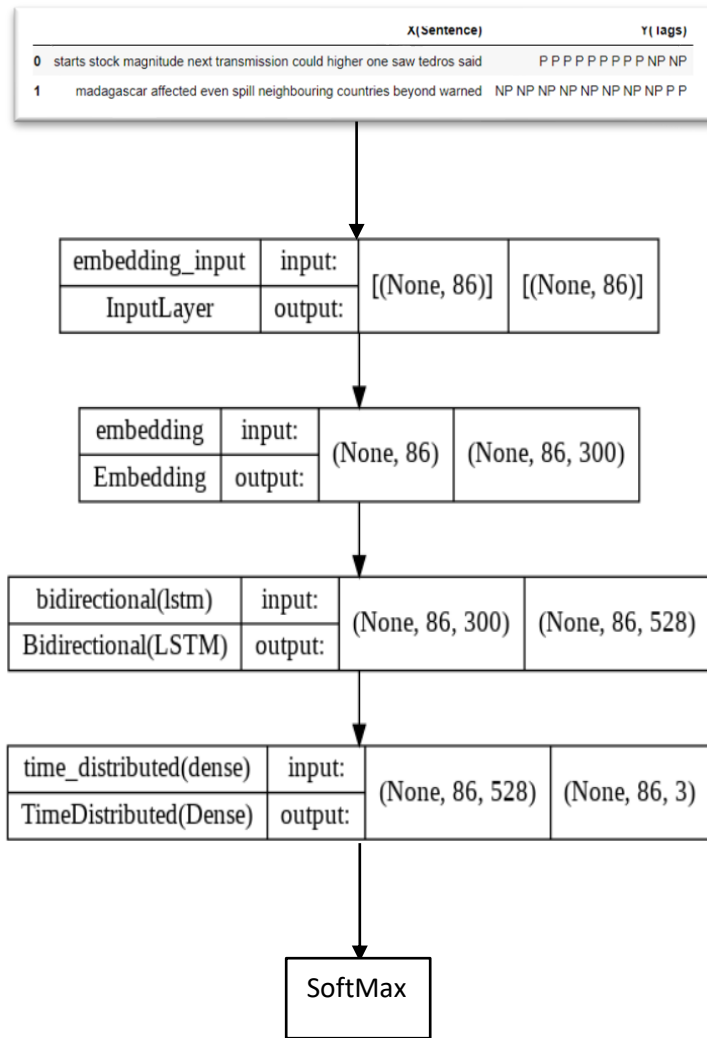 X(Sentence) Y(Tags)
0 starts stock magnitude next transmission could higher one saw tedros said P P P P P P P P P NP NP
1 madagascar affected even spill neighbouring countries beyond warned NP NP NP NP NP NP NP NP P P
embedding_input input: [(None, 86)] [(None, 86)]
InputLayer output:
embedding input: (None, 86) (None, 86, 300)
Embedding output:
bidirectional(lstm) input: (None, 86, 300) (None, 86, 528)
Bidirectional(LSTM) output:
time_distributed(dense) input: (None, 86, 528) (None, 86, 3)
TimeDistributed(Dense) output:
SoftMax